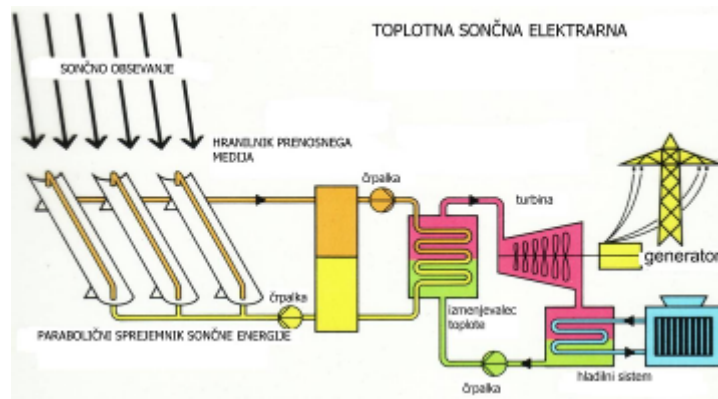 TOPLOTNA SONČNA ELEKTRARNA
SONČNO OBSEVANJE
HRANILNIK PRENOSNEGA
MEDIJA
črpalka
turbina
generator
črpalka
izmenjevalec
toplote
PARABOLIČNI SPREJEMNIK SONČNE ENERGIJE
črpalka
hladilni sistem